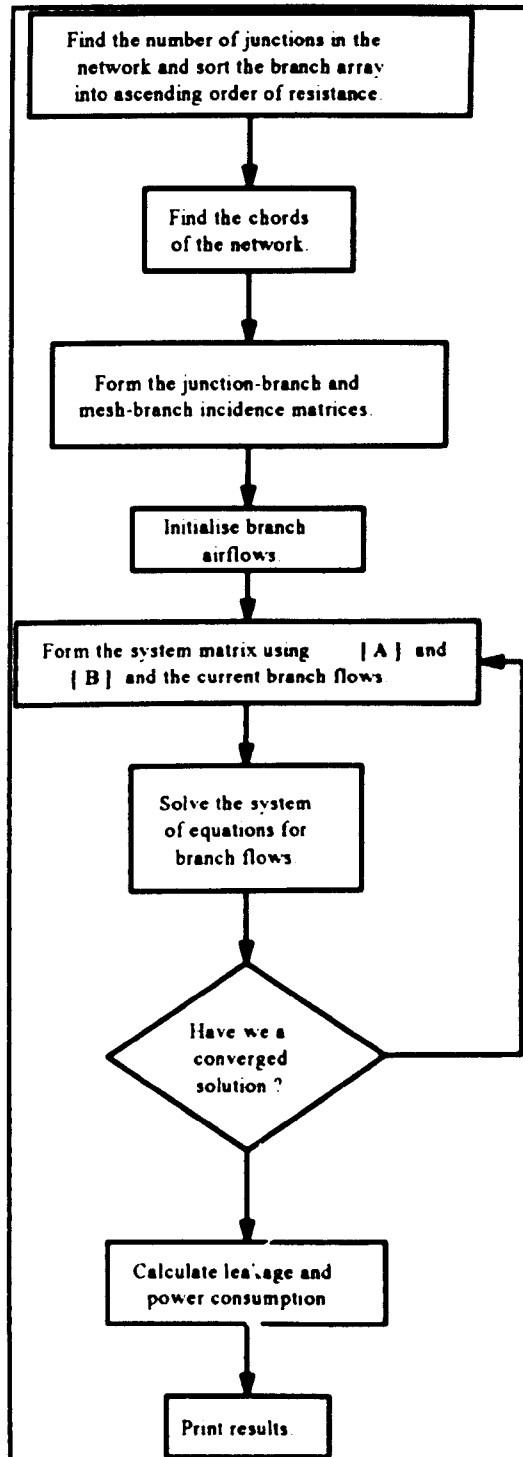 Find the number of junctions in the
network and sort the branch array
into ascending order of resistance.
Find the chords
of the network.
Form the junction-branch and
mesh-branch incidence matrices.
Initialise branch
airflows.
Form the system matrix using [ A ] and
[ B ] and the current branch flows.
Solve the system
of equations for
branch flows.
Have we a
converged
solution ?
Calculate leakage and
power consumption
Print results.